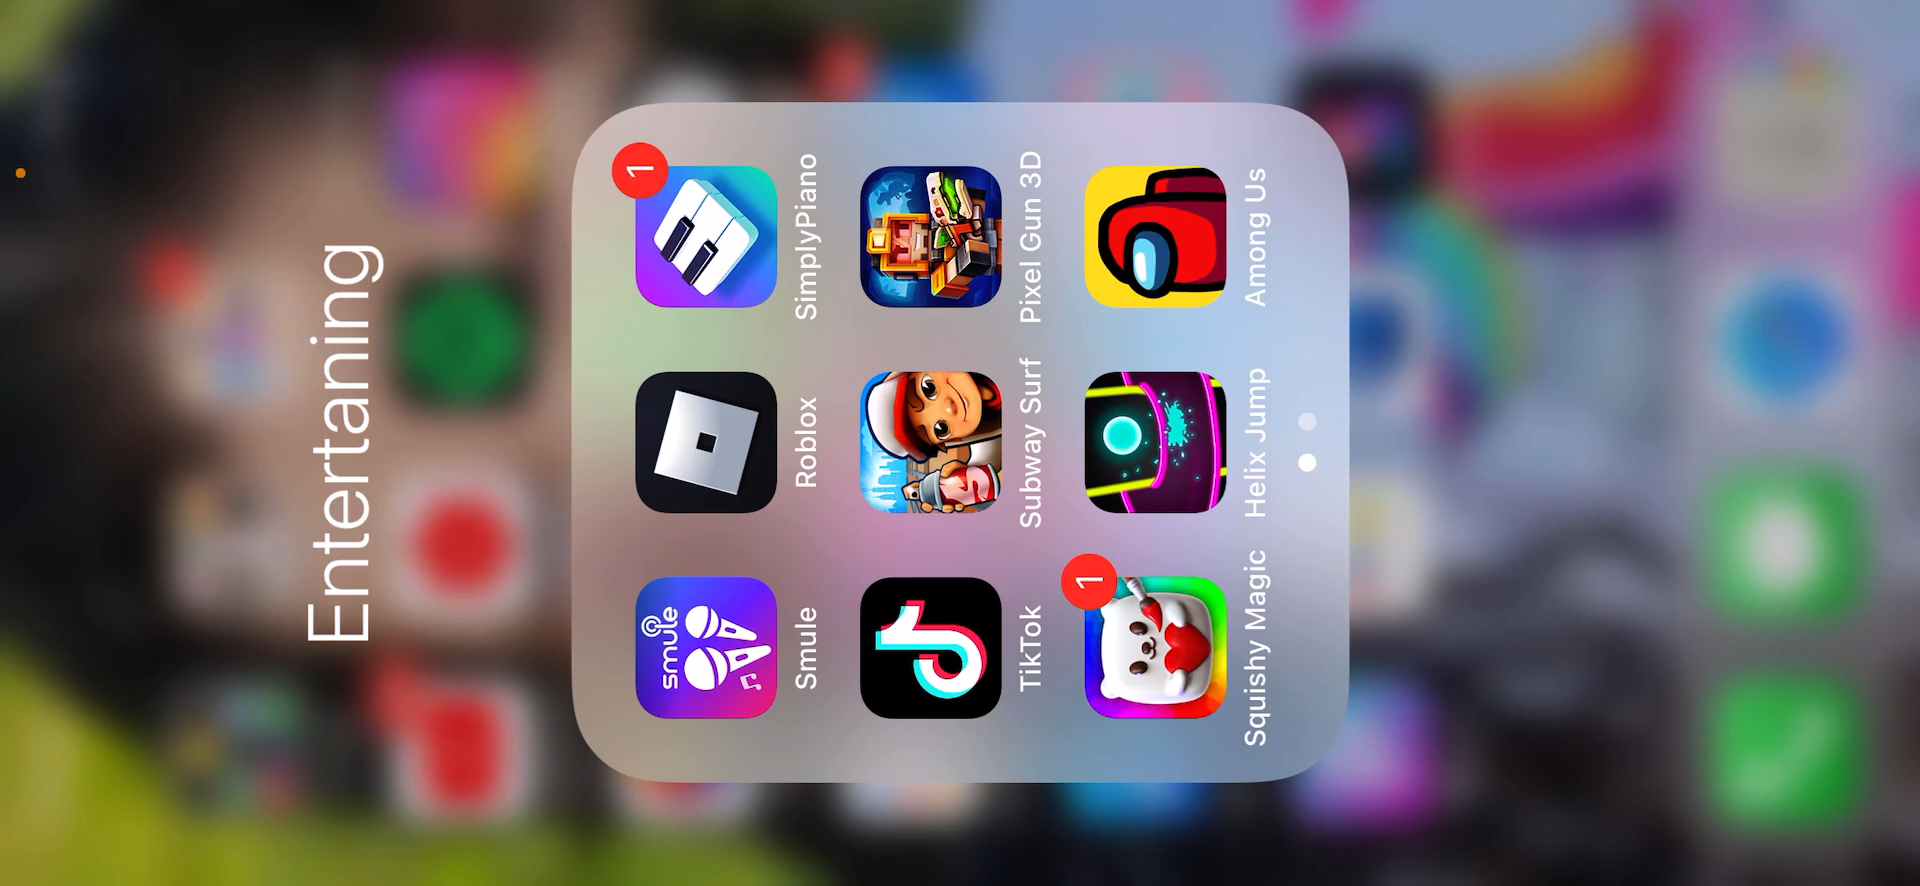 Entertaning
smule
Smule
Roblox
1
SimplyPiano
TikTok
Subway Surf
Pixel Gun 3D
1
Squishy Magic
Helix Jump
Among Us